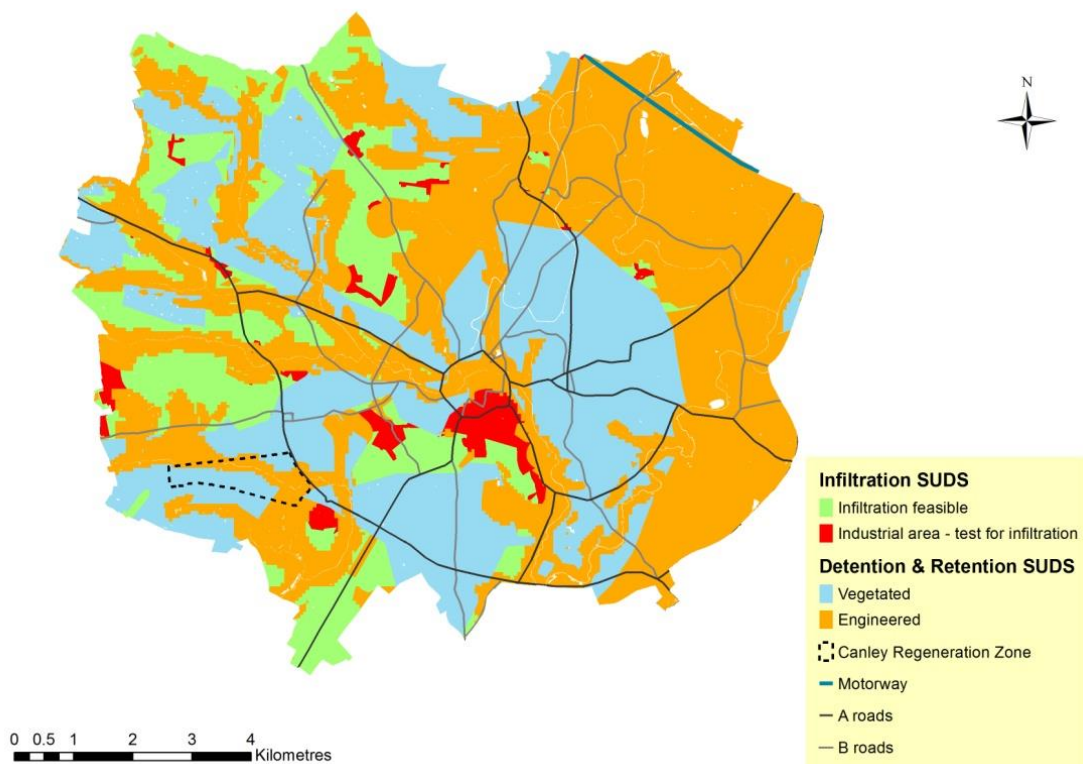 N
Infiltration SUDS
Infiltration feasible
Industrial area - test for infiltration
Detention & Retention SUDS
Vegetated
Engineered
Canley Regeneration Zone
Motorway
A roads
B roads
0 0.5 1 2 3 4
Kilometres